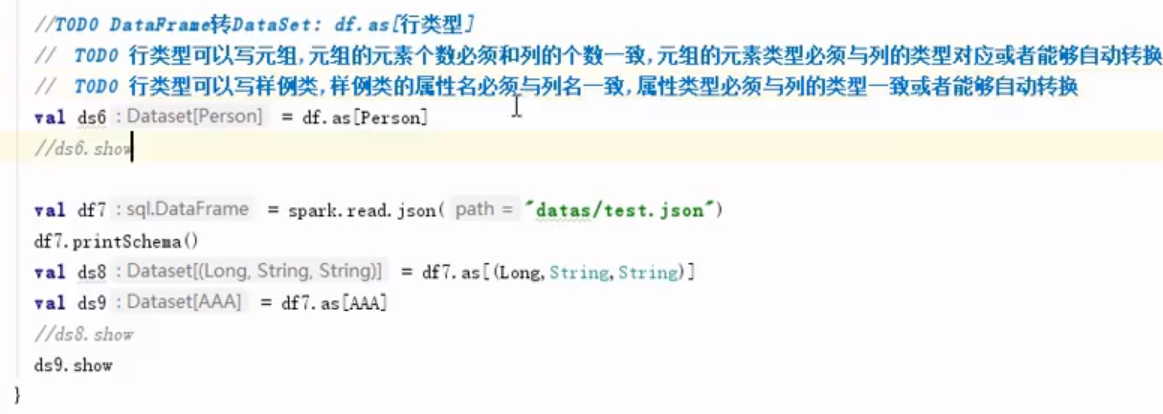 //TODO DataFrame转DataSet: df.as[行类型]
// TODO 行类型可以写元组,元组的元素个数必须和列的个数一致,元组的元素类型必须与列的类型对应或者能够自动转换
// TODO 行类型可以写样例类,样例类的属性名必须与列名一致,属性类型必须与列的类型一致或者能够自动转换
val ds6 : Dataset[Person] = df.as[Person]
//ds6.show
val df7 : sql.DataFrame = spark.read.json( path = "datas/test.json")
df7.printSchema()
val ds8 : Dataset[(Long, String, String)] = df7.as[(Long,String,String)]
val ds9 : Dataset[AAA] = df7.as[AAA]
//ds8.show
ds9.show
}